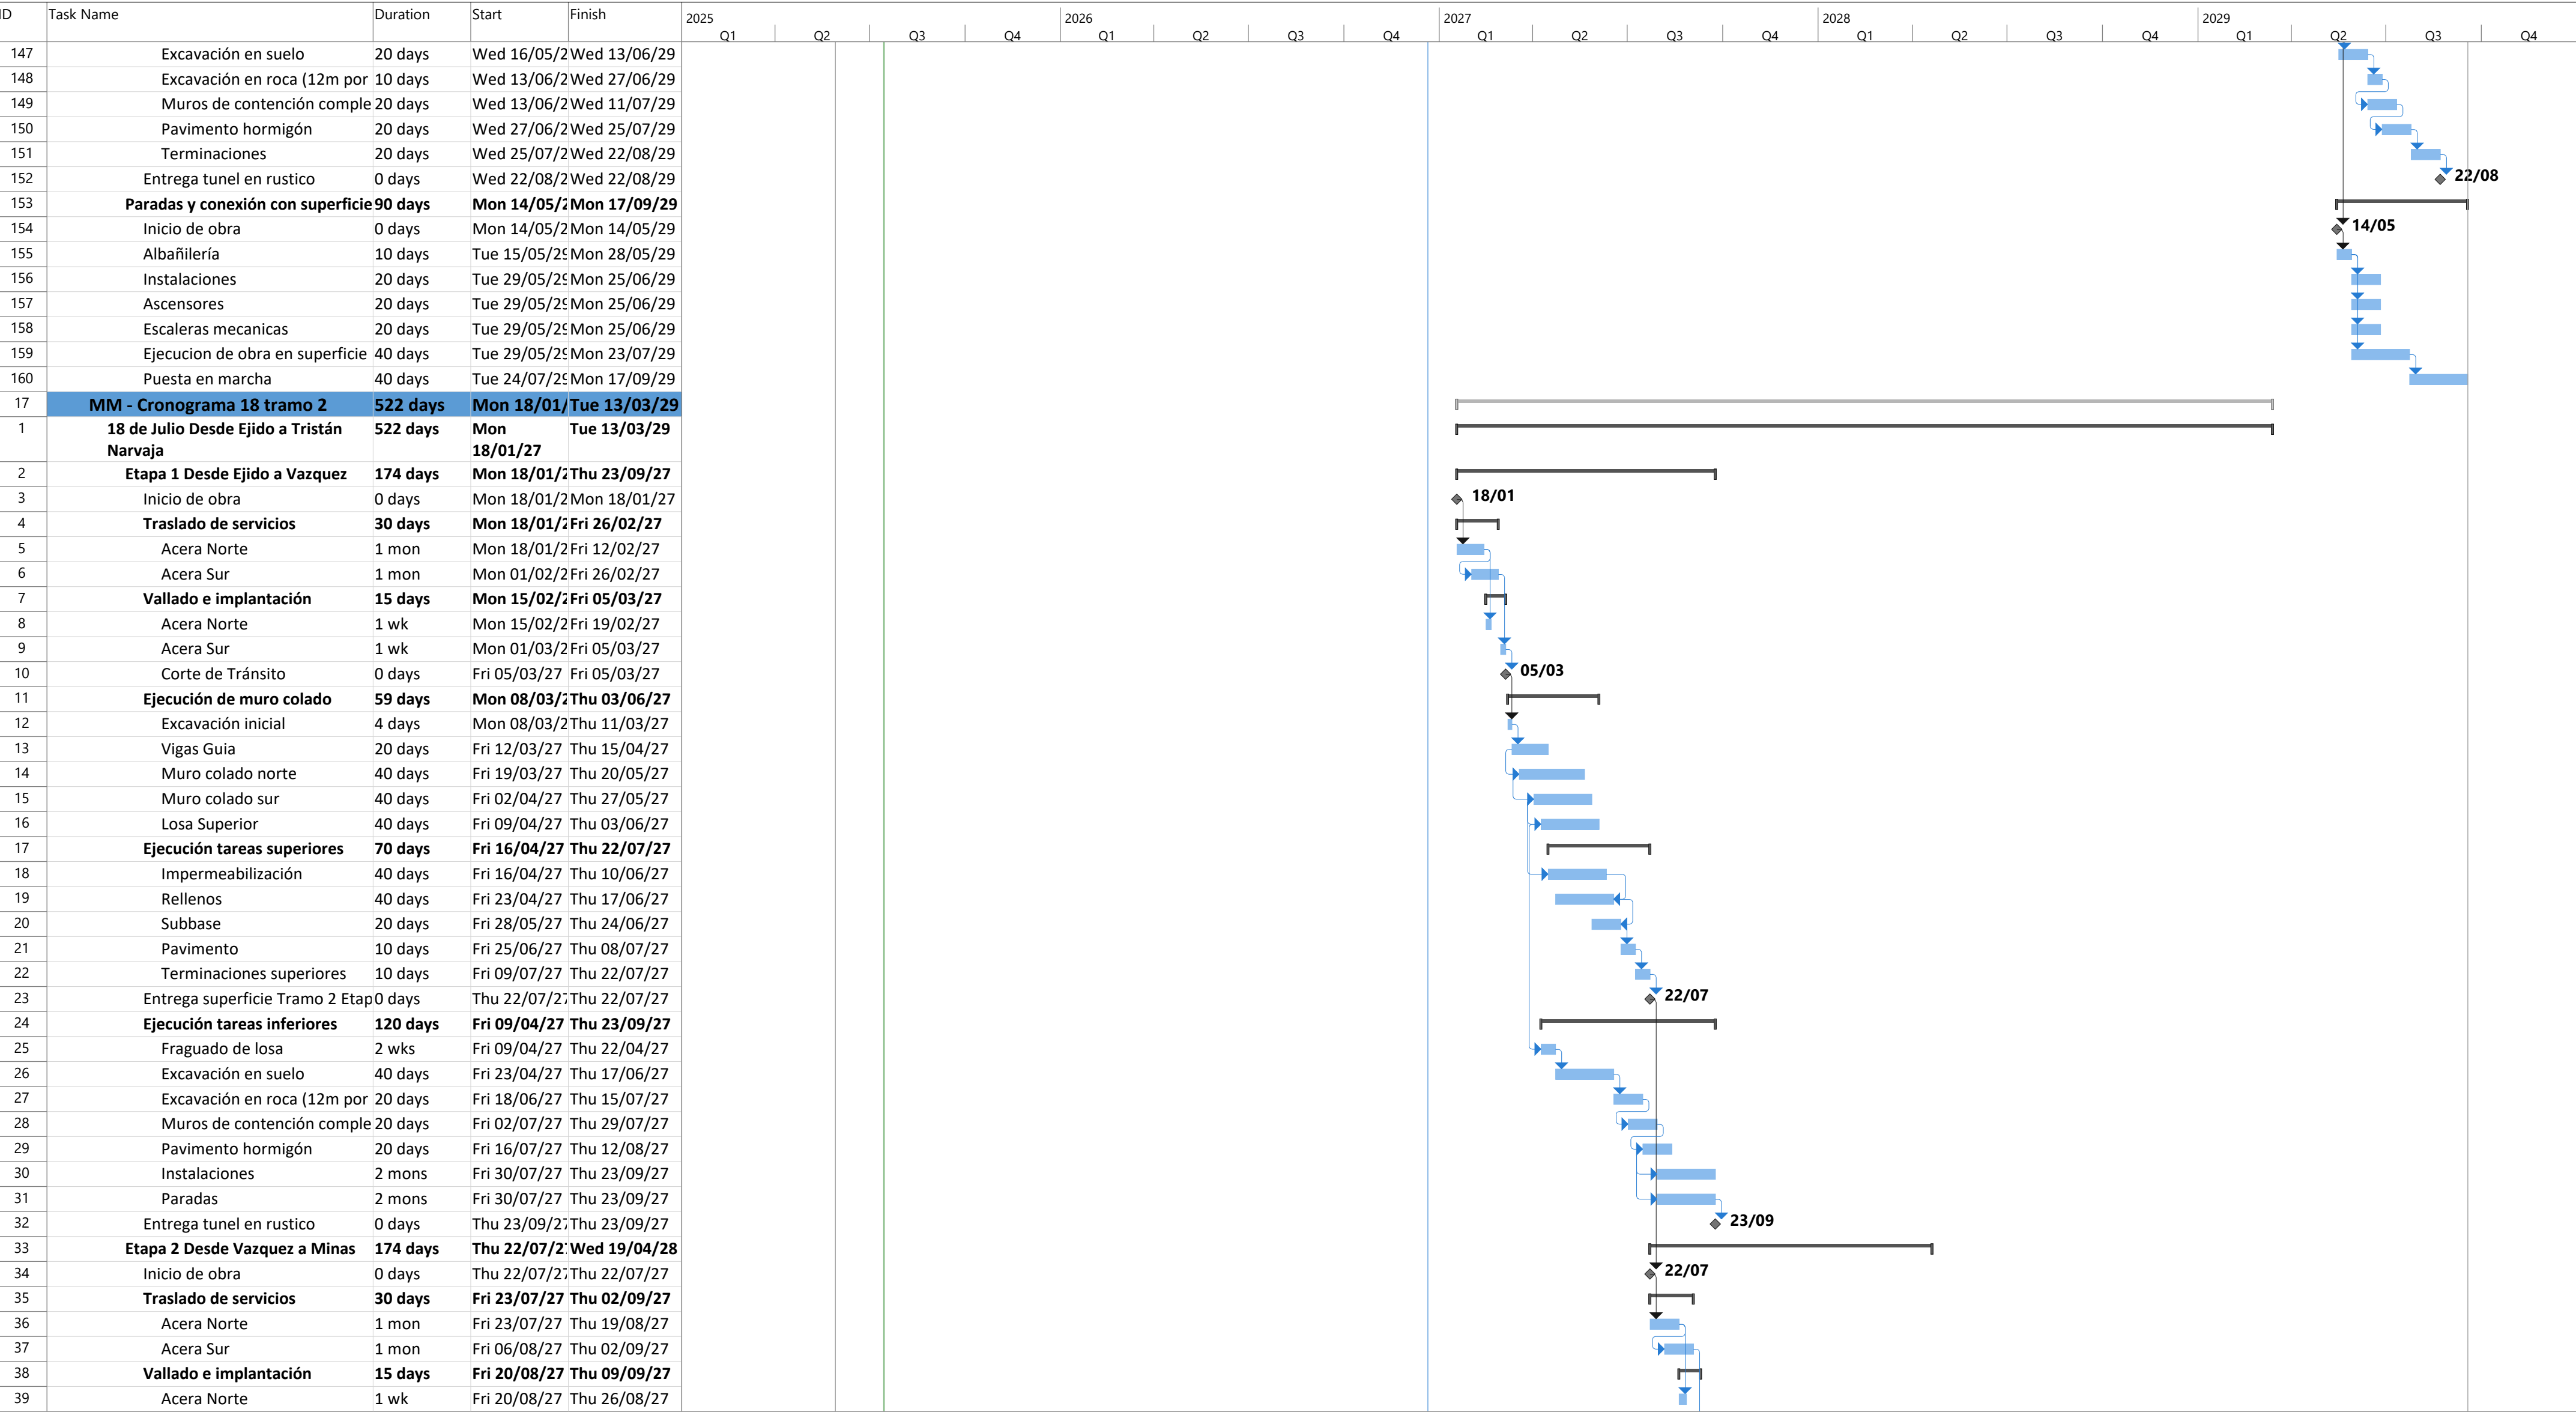 ID Task Name Duration Start Finish
2025 2026 2027 2028 2029
Q1 Q2 Q3 Q4 Q1 Q2 Q3 Q4 Q1 Q2 Q3 Q4 Q1 Q2 Q3 Q4 Q1 Q2 Q3 Q4
147 Excavación en suelo 20 days Wed 16/05/2 Wed 13/06/29
148 Excavación en roca (12m por 10 days Wed 13/06/2 Wed 27/06/29
149 Muros de contención comple 20 days Wed 13/06/2 Wed 11/07/29
150 Pavimento hormigón 20 days Wed 27/06/2 Wed 25/07/29
151 Terminaciones 20 days Wed 25/07/2 Wed 22/08/29
152 Entrega tunel en rustico 0 days Wed 22/08/2 Wed 22/08/29 22/08
153 Paradas y conexión con superficie 90 days Mon 14/05/2 Mon 17/09/29
154 Inicio de obra 0 days Mon 14/05/2 Mon 14/05/29 14/05
155 Albañilería 10 days Tue 15/05/29 Mon 28/05/29
156 Instalaciones 20 days Tue 29/05/29 Mon 25/06/29
157 Ascensores 20 days Tue 29/05/29 Mon 25/06/29
158 Escaleras mecanicas 20 days Tue 29/05/29 Mon 25/06/29
159 Ejecucion de obra en superficie 40 days Tue 29/05/29 Mon 23/07/29
160 Puesta en marcha 40 days Tue 24/07/29 Mon 17/09/29
17 MM - Cronograma 18 tramo 2 522 days Mon 18/01/ Tue 13/03/29
1 18 de Julio Desde Ejido a Tristán 522 days Mon Tue 13/03/29
Narvaja 18/01/27
2 Etapa 1 Desde Ejido a Vazquez 174 days Mon 18/01/2 Thu 23/09/27
3 Inicio de obra 0 days Mon 18/01/2 Mon 18/01/27 18/01
4 Traslado de servicios 30 days Mon 18/01/2 Fri 26/02/27
5 Acera Norte 1 mon Mon 18/01/2 Fri 12/02/27
6 Acera Sur 1 mon Mon 01/02/2 Fri 26/02/27
7 Vallado e implantación 15 days Mon 15/02/2 Fri 05/03/27
8 Acera Norte 1 wk Mon 15/02/2 Fri 19/02/27
9 Acera Sur 1 wk Mon 01/03/2 Fri 05/03/27
10 Corte de Tránsito 0 days Fri 05/03/27 Fri 05/03/27 05/03
11 Ejecución de muro colado 59 days Mon 08/03/2 Thu 03/06/27
12 Excavación inicial 4 days Mon 08/03/2 Thu 11/03/27
13 Vigas Guia 20 days Fri 12/03/27 Thu 15/04/27
14 Muro colado norte 40 days Fri 19/03/27 Thu 20/05/27
15 Muro colado sur 40 days Fri 02/04/27 Thu 27/05/27
16 Losa Superior 40 days Fri 09/04/27 Thu 03/06/27
17 Ejecución tareas superiores 70 days Fri 16/04/27 Thu 22/07/27
18 Impermeabilización 40 days Fri 16/04/27 Thu 10/06/27
19 Rellenos 40 days Fri 23/04/27 Thu 17/06/27
20 Subbase 20 days Fri 28/05/27 Thu 24/06/27
21 Pavimento 10 days Fri 25/06/27 Thu 08/07/27
22 Terminaciones superiores 10 days Fri 09/07/27 Thu 22/07/27
23 Entrega superficie Tramo 2 Etap 0 days Thu 22/07/27 Thu 22/07/27 22/07
24 Ejecución tareas inferiores 120 days Fri 09/04/27 Thu 23/09/27
25 Fraguado de losa 2 wks Fri 09/04/27 Thu 22/04/27
26 Excavación en suelo 40 days Fri 23/04/27 Thu 17/06/27
27 Excavación en roca (12m por 20 days Fri 18/06/27 Thu 15/07/27
28 Muros de contención comple 20 days Fri 02/07/27 Thu 29/07/27
29 Pavimento hormigón 20 days Fri 16/07/27 Thu 12/08/27
30 Instalaciones 2 mons Fri 30/07/27 Thu 23/09/27
31 Paradas 2 mons Fri 30/07/27 Thu 23/09/27
32 Entrega tunel en rustico 0 days Thu 23/09/27 Thu 23/09/27 23/09
33 Etapa 2 Desde Vazquez a Minas 174 days Thu 22/07/2 Wed 19/04/28
34 Inicio de obra 0 days Thu 22/07/27 Thu 22/07/27 22/07
35 Traslado de servicios 30 days Fri 23/07/27 Thu 02/09/27
36 Acera Norte 1 mon Fri 23/07/27 Thu 19/08/27
37 Acera Sur 1 mon Fri 06/08/27 Thu 02/09/27
38 Vallado e implantación 15 days Fri 20/08/27 Thu 09/09/27
39 Acera Norte 1 wk Fri 20/08/27 Thu 26/08/27